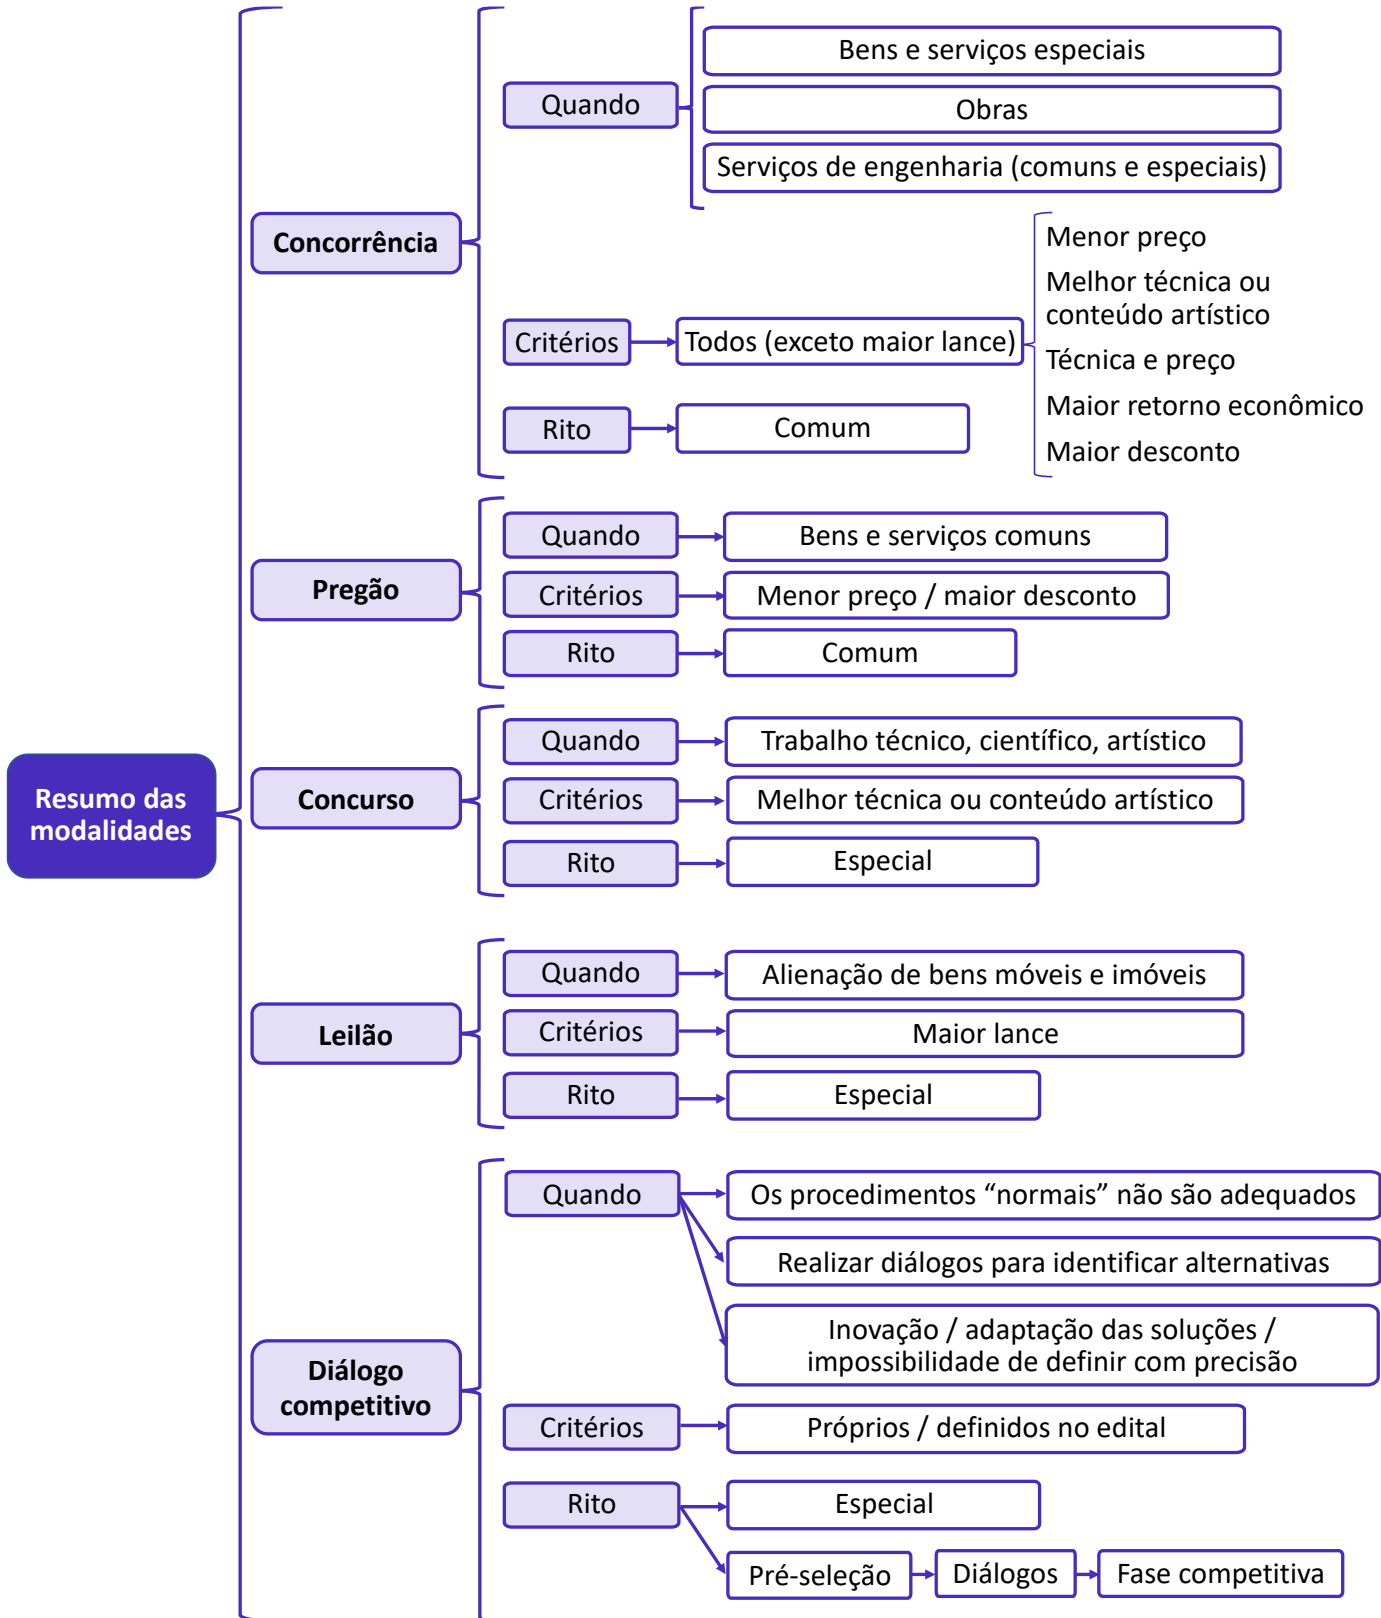 Resumo das
modalidades
Concorrência
Quando
Bens e serviços especiais
Obras
Serviços de engenharia (comuns e especiais)
Critérios
Todos (exceto maior lance)
Menor preço
Melhor técnica ou
conteúdo artístico
Técnica e preço
Maior retorno econômico
Maior desconto
Rito
Comum
Pregão
Quando
Bens e serviços comuns
Critérios
Menor preço / maior desconto
Rito
Comum
Concurso
Quando
Trabalho técnico, científico, artístico
Critérios
Melhor técnica ou conteúdo artístico
Rito
Especial
Leilão
Quando
Alienação de bens móveis e imóveis
Critérios
Maior lance
Rito
Especial
Diálogo
competitivo
Quando
Os procedimentos “normais” não são adequados
Realizar diálogos para identificar alternativas
Inovação / adaptação das soluções /
impossibilidade de definir com precisão
Critérios
Próprios / definidos no edital
Rito
Especial
Pré-seleção
Diálogos
Fase competitiva